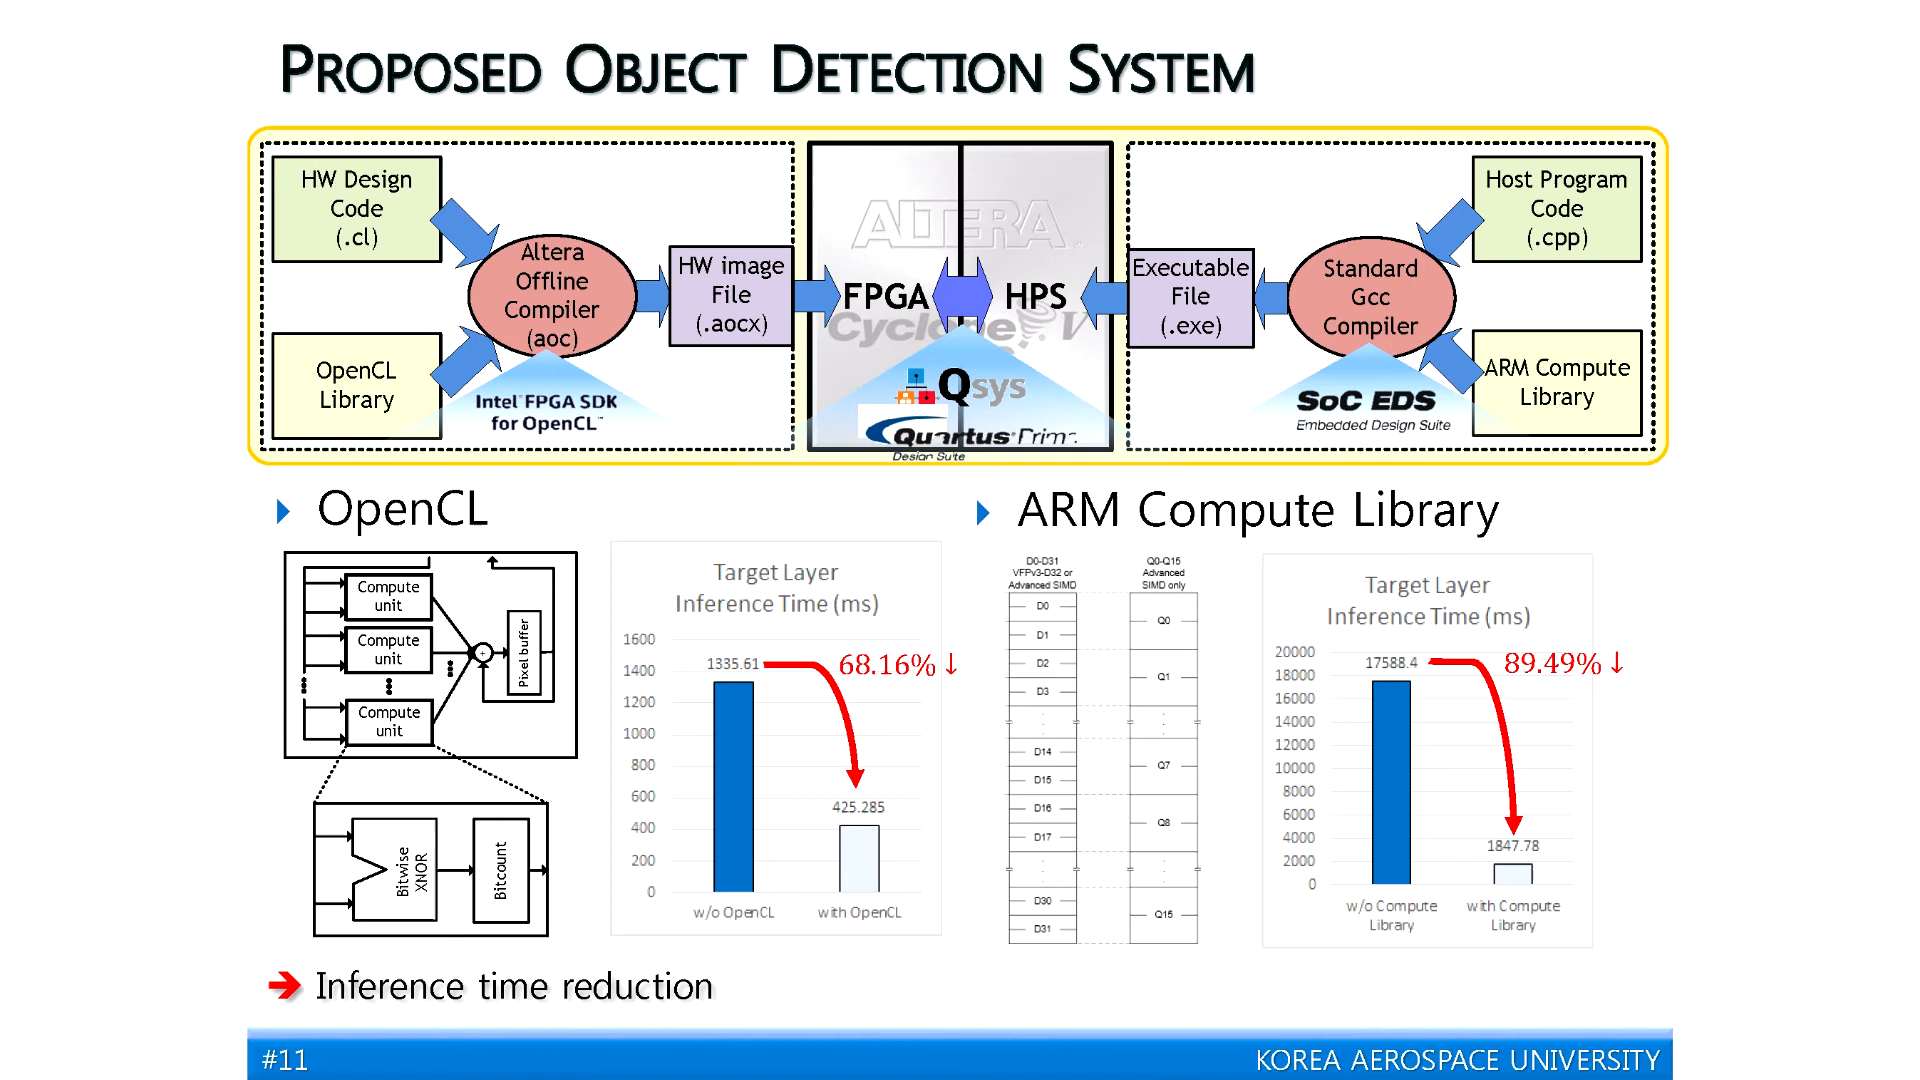 PROPOSED OBJECT DETECTION SYSTEM
HW Design
Code
(.cl)
OpenCL
Library
Altera
Offline
Compiler
(aoc)
Intel FPGA SDK
for OpenCL™
HW image
File
(.aocx)
ALTERA
FPGA
HPS
Cyclone V
Qsys
Quartus Prime
Design Suite
Executable
File
(.exe)
Standard
Gcc
Compiler
SoC EDS
Embedded Design Suite
Host Program
Code
(.cpp)
ARM Compute
Library
OpenCL
Compute
unit
Compute
unit
Compute
unit
+
Pixel buffer
Bitwise
XNOR
Bitcount
Target Layer
Inference Time (ms)
1600
1400
1200
1000
800
600
400
200
0
1335.61
68.16%↓
425.285
w/o OpenCL
with OpenCL
ARM Compute Library
D0-D31
VFPv3-D32 or
Advanced SIMD
D0
D1
D2
D3
D14
D15
D16
D17
D30
D31
Q0-Q15
Advanced
SIMD only
Q0
Q1
Q7
Q8
Q15
Target Layer
Inference Time (ms)
20000
18000
16000
14000
12000
10000
8000
6000
4000
2000
0
17588.4
89.49%↓
1847.78
w/o Compute
Library
with Compute
Library
➔ Inference time reduction
#11
KOREA AEROSPACE UNIVERSITY